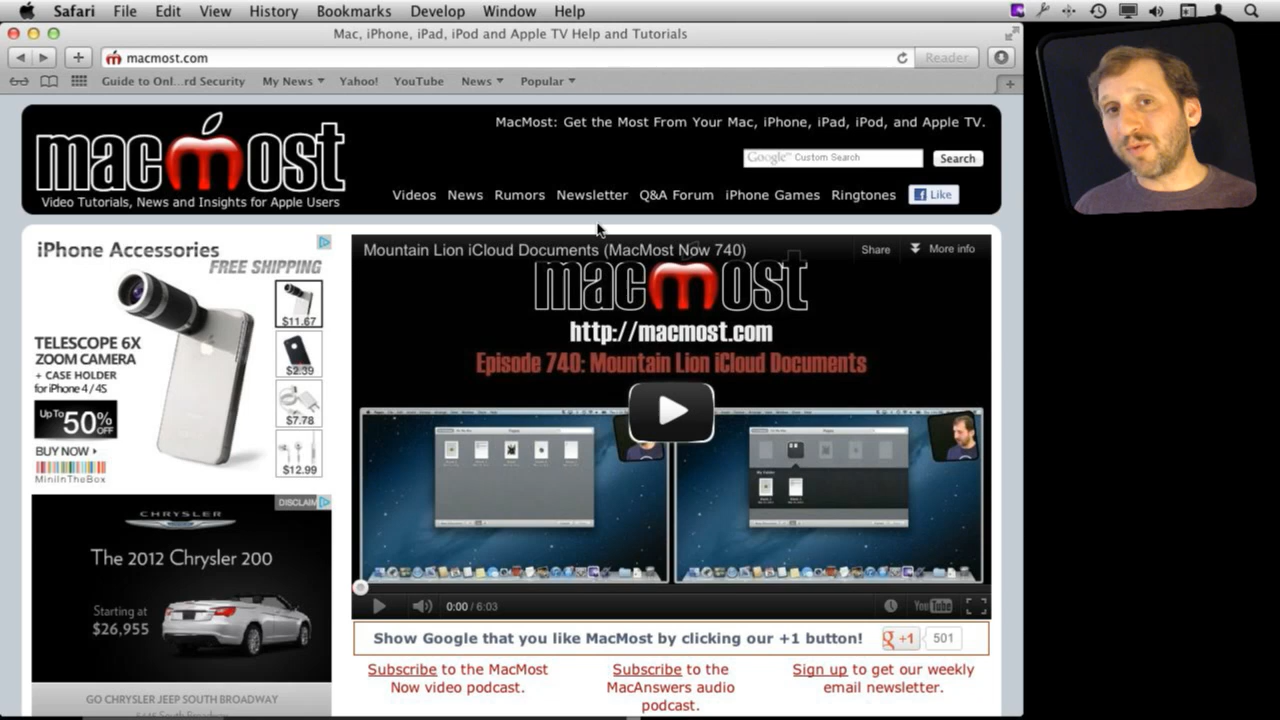 Safari File Edit View History Bookmarks Develop Window Help
Mac, iPhone, iPad, iPod and Apple TV Help and Tutorials
macmost.com
Reader
Guide to Onl...rd Security My News Yahoo! YouTube News Popular
macmost
Video Tutorials, News and Insights for Apple Users
MacMost: Get the Most From Your Mac, iPhone, iPad, iPod, and Apple TV.
Google™ Custom Search
Search
Videos News Rumors Newsletter Q&A Forum iPhone Games Ringtones Like
iPhone Accessories
FREE SHIPPING
TELESCOPE 6X
ZOOM CAMERA
+ CASE HOLDER
for iPhone 4 / 4S
Up To 50% OFF
BUY NOW
MiniInTheBox
$11.67
$2.39
$7.78
$12.99
DISCLAIM
CHRYSLER
The 2012 Chrysler 200
Starting at
$26,955
GO CHRYSLER JEEP SOUTH BROADWAY
Mountain Lion iCloud Documents (MacMost Now 740)
Share More info
macmost
http://macmost.com
Episode 740: Mountain Lion iCloud Documents
0:00 / 6:03
YouTube
Show Google that you like MacMost by clicking our +1 button!
g +1 501
Subscribe to the MacMost
Now video podcast.
Subscribe to the
MacAnswers audio
podcast.
Sign up to get our weekly
email newsletter.